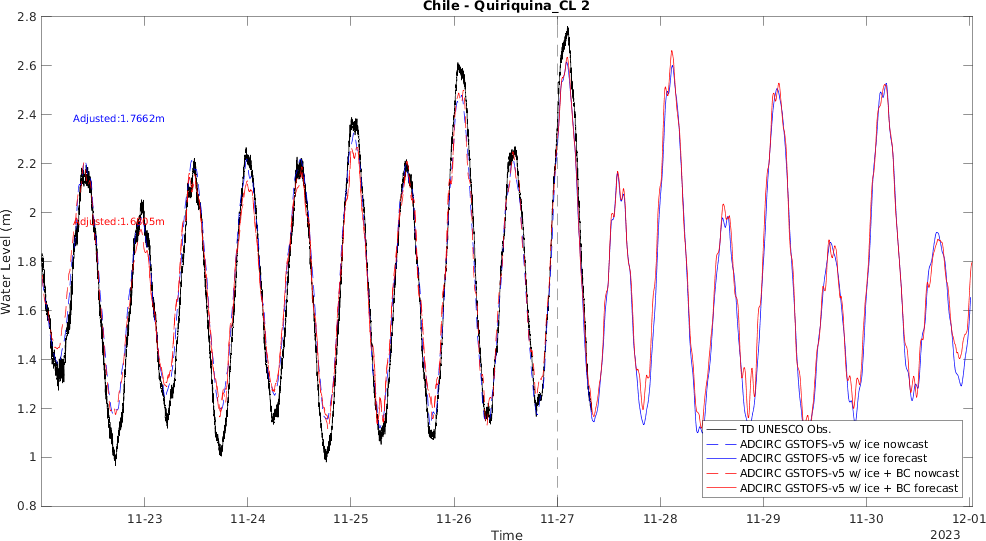 Chile - Quiriquina_CL 2
2.8
2.6
2.4
2.2
2
1.8
1.6
1.4
1.2
1
0.8
Water Level (m)
Adjusted:1.7662m
TD UNESCO Obs.
ADCIRC GSTOFS-v5 w/ ice nowcast
ADCIRC GSTOFS-v5 w/ ice forecast
ADCIRC GSTOFS-v5 w/ ice + BC nowcast
ADCIRC GSTOFS-v5 w/ ice + BC forecast
11-23
11-24
11-25
11-26
11-27
11-28
11-29
11-30
12-01
Time
2023